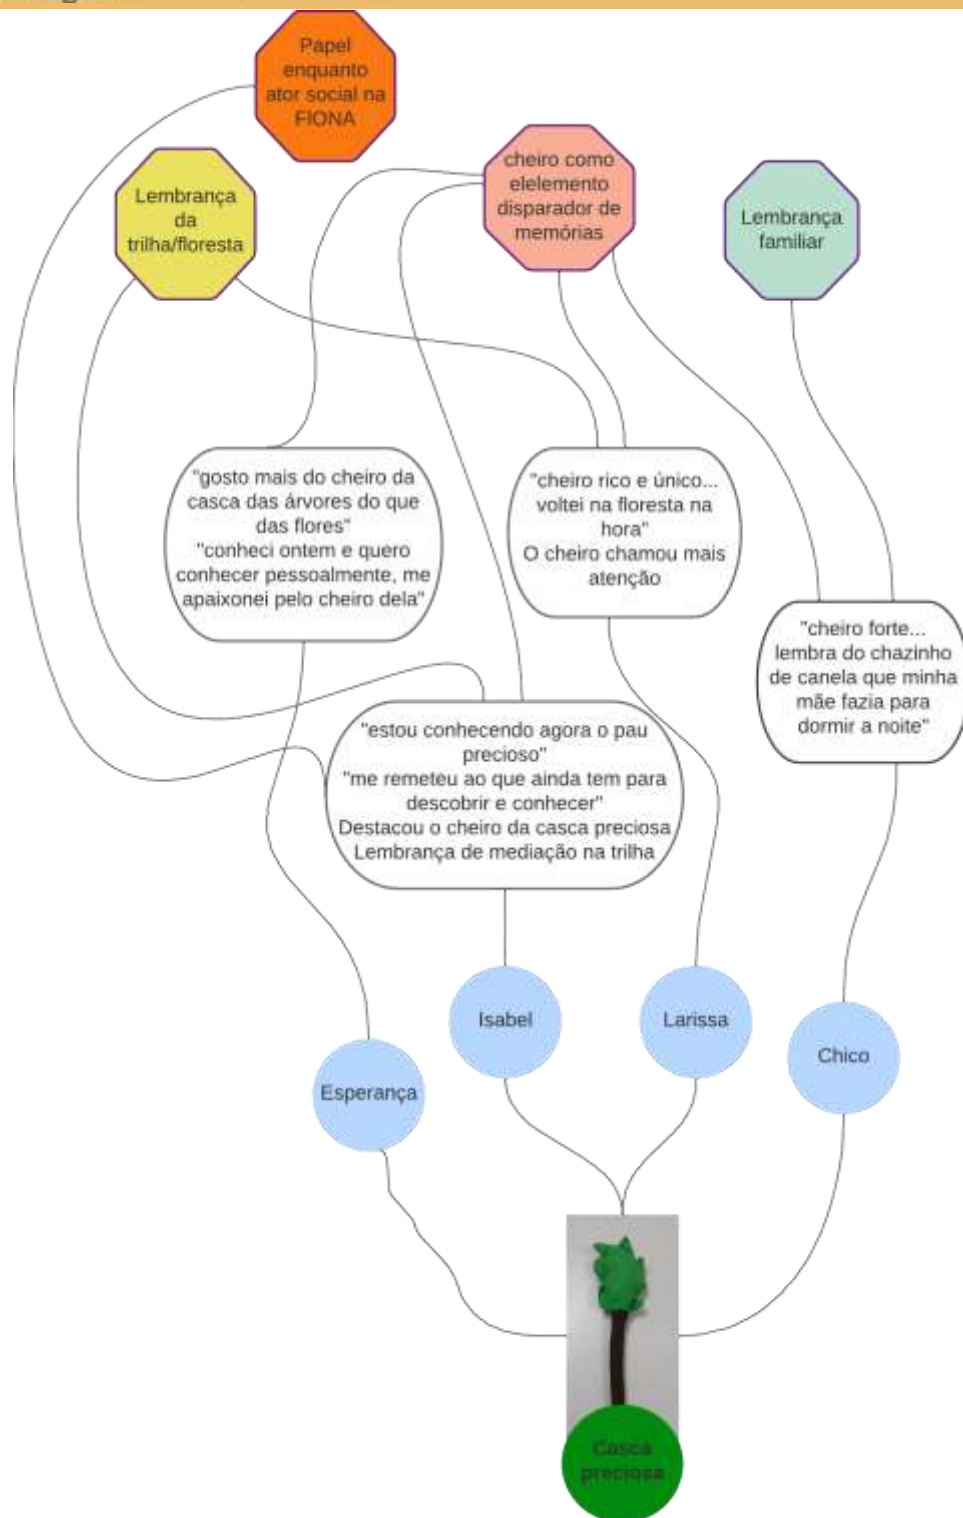 Papel
enquanto
ator social na
FIONA
Lembrança
da
trilha/floresta
cheiro como
elelemento
disparador de
memórias
Lembrança
familiar
"gosto mais do cheiro da
casca das árvores do que
das flores"
"conheci ontem e quero
conhecer pessoalmente, me
apaixonei pelo cheiro dela"
"cheiro rico e único...
voltei na floresta na
hora"
O cheiro chamou mais
atenção
"cheiro forte...
lembra do chazinho
de canela que minha
mãe fazia para
dormir a noite"
"estou conhecendo agora o pau
precioso"
"me remeteu ao que ainda tem para
descobrir e conhecer"
Destacou o cheiro da casca preciosa
Lembrança de mediação na trilha
Isabel
Larissa
Chico
Esperança
Casca
preciosa